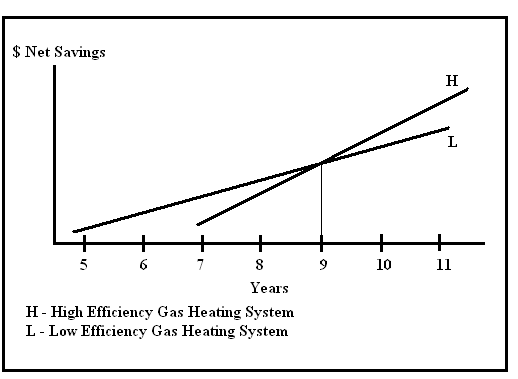 $ Net Savings
H
L
5 6 7 8 9 10 11
Years
H - High Efficiency Gas Heating System
L - Low Efficiency Gas Heating System